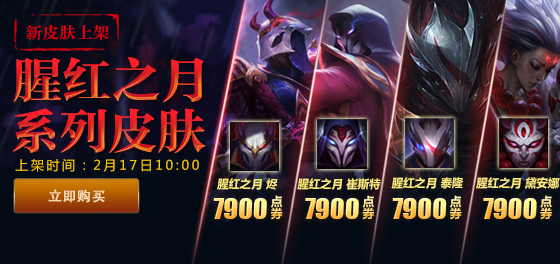 新皮肤上架
腥红之月
系列皮肤
上架时间：2月17日10:00
立即购买
腥红之月 烬
7900点券
腥红之月 崔斯特
7900点券
腥红之月 泰隆
7900点券
腥红之月 黛安娜
7900点券